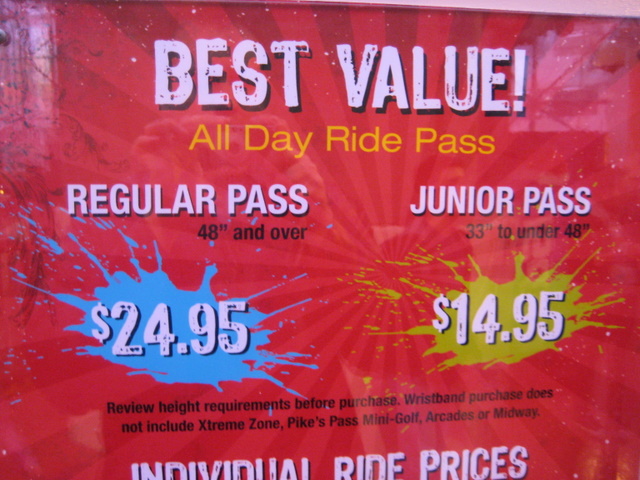 BEST VALUE!
All Day Ride Pass
REGULAR PASS
48" and over
$24.95
JUNIOR PASS
33" to under 48"
$14.95
Review height requirements before purchase. Wristband purchase does
not include Xtreme Zone, Pike's Pass Mini-Golf, Arcades or Midway.
INDIVIDUAL RIDE PRICES